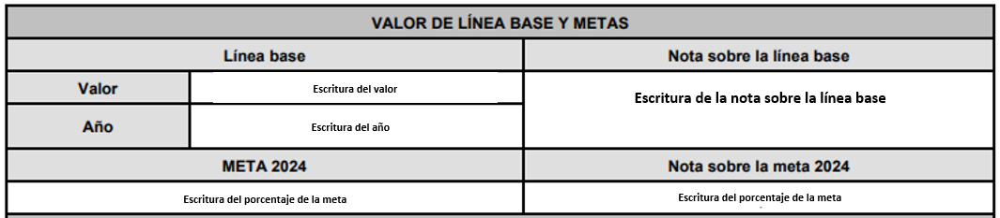 VALOR DE LÍNEA BASE Y METAS
Línea base
Nota sobre la línea base
Valor
Escritura del valor
Escritura de la nota sobre la línea base
Año
Escritura del año
META 2024
Nota sobre la meta 2024
Escritura del porcentaje de la meta
Escritura del porcentaje de la meta